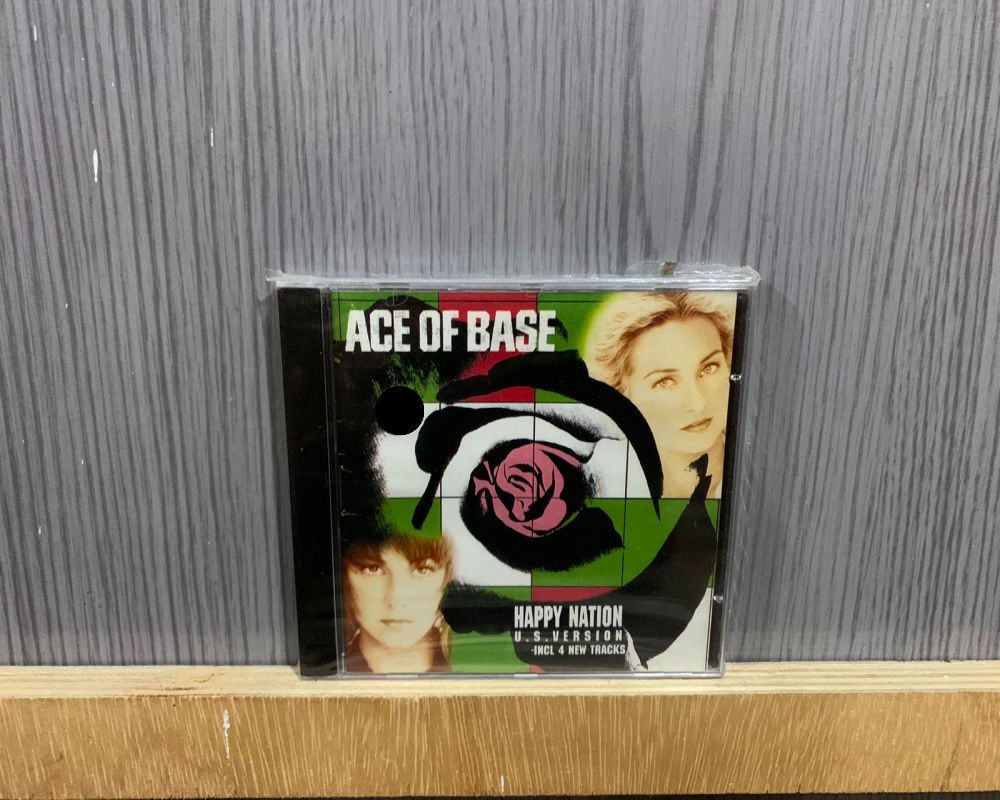 ACE OF BASE
HAPPY NATION
U.S. VERSION
-INCL 4 NEW TRACKS